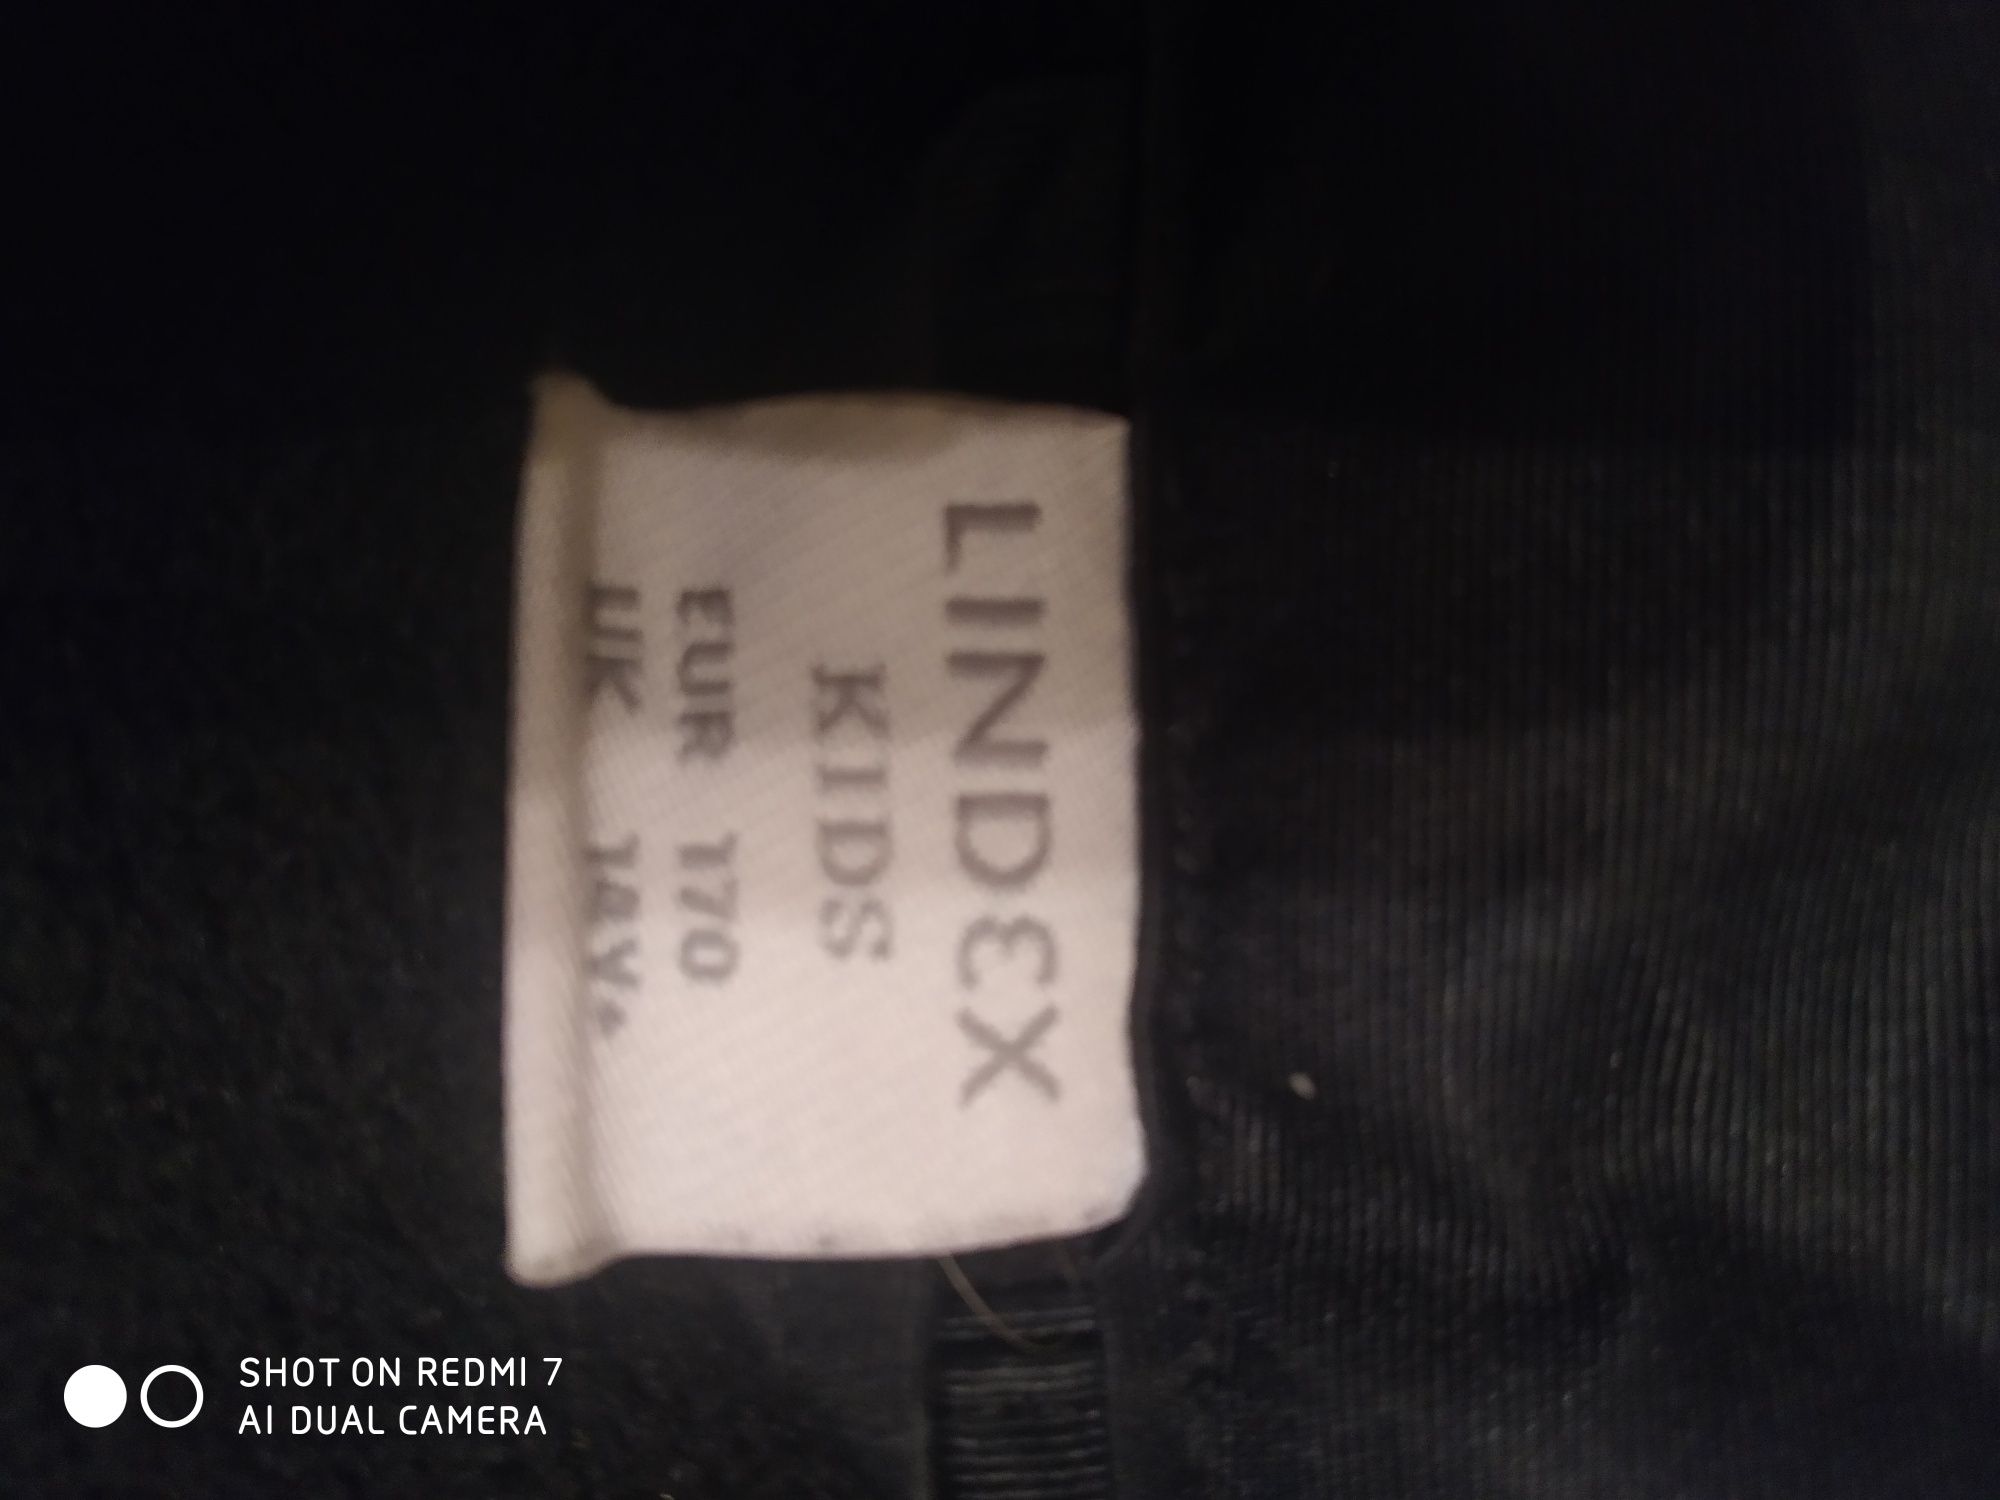 LINDEX
KIDS
EUR 170
UK
SHOT ON REDMI 7
AI DUAL CAMERA